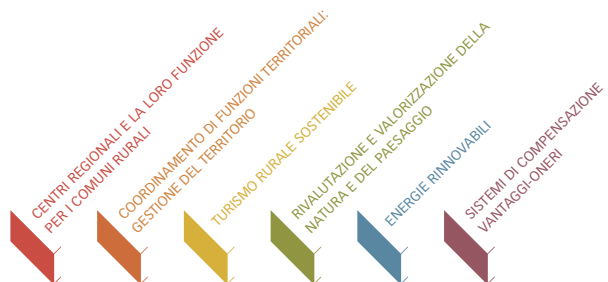 CENTRI REGIONALI E LA LORO FUNZIONE
PER I COMUNI RURALI
COORDINAMENTO DI FUNZIONI TERRITORIALI:
GESTIONE DEL TERRITORIO
TURISMO RURALE SOSTENIBILE
RIVALUTAZIONE E VALORIZZAZIONE DELLA
NATURA E DEL PAESAGGIO
ENERGIE RINNOVABILI
SISTEMI DI COMPENSAZIONE
VANTAGGI-ONERI